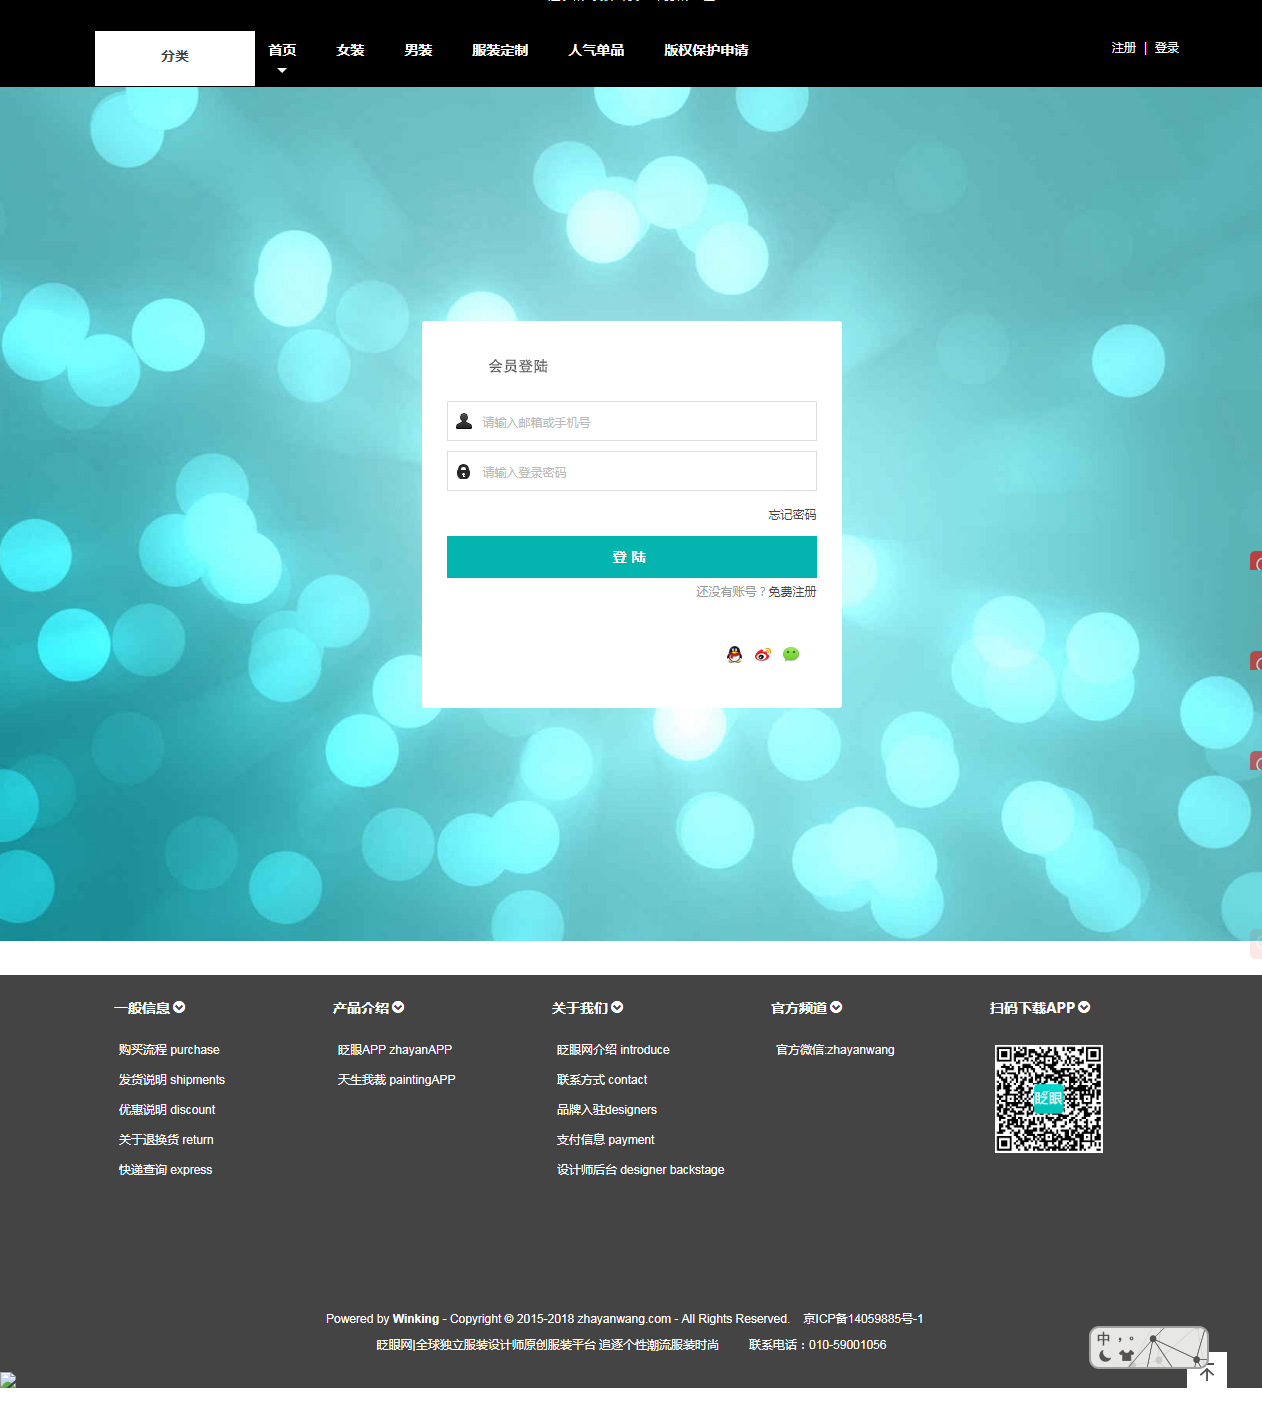 分类
首页
女装
男装
服装定制
人气单品
版权保护申请
注册 | 登录
会员登陆
请输入邮箱或手机号
请输入登录密码
忘记密码
登 陆
还没有账号？免费注册
一般信息
购买流程 purchase
发货说明 shipments
优惠说明 discount
关于退换货 return
快递查询 express
产品介绍
眨眼APP zhayanAPP
天生我裁 paintingAPP
关于我们
眨眼网介绍 introduce
联系方式 contact
品牌入驻designers
支付信息 payment
设计师后台 designer backstage
官方频道
官方微信:zhayanwang
扫码下载APP
眨眼
Powered by Winking - Copyright © 2015-2018 zhayanwang.com - All Rights Reserved. 京ICP备14059885号-1
眨眼网|全球独立服装设计师原创服装平台 追逐个性潮流服装时尚 联系电话：010-59001056
中 ，。